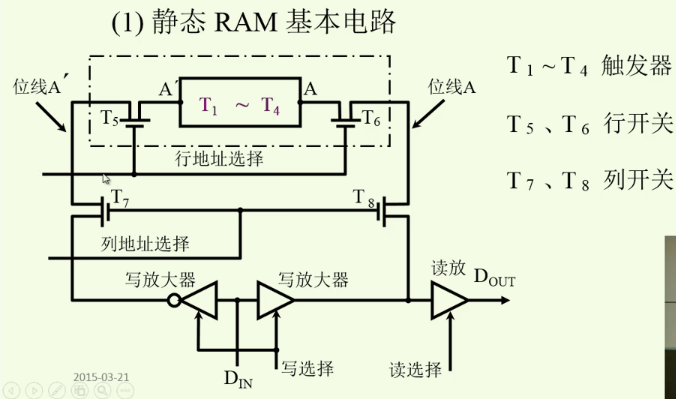 (1) 静态 RAM 基本电路
T1 ~ T4 触发器
位线A′
A′
T1 ~ T4
A
位线A
T5
T6
T5 、T6 行开关
行地址选择
T7
T8
T7 、T8 列开关
列地址选择
写放大器
写放大器
读放
DOUT
DIN
写选择
读选择
2015-03-21